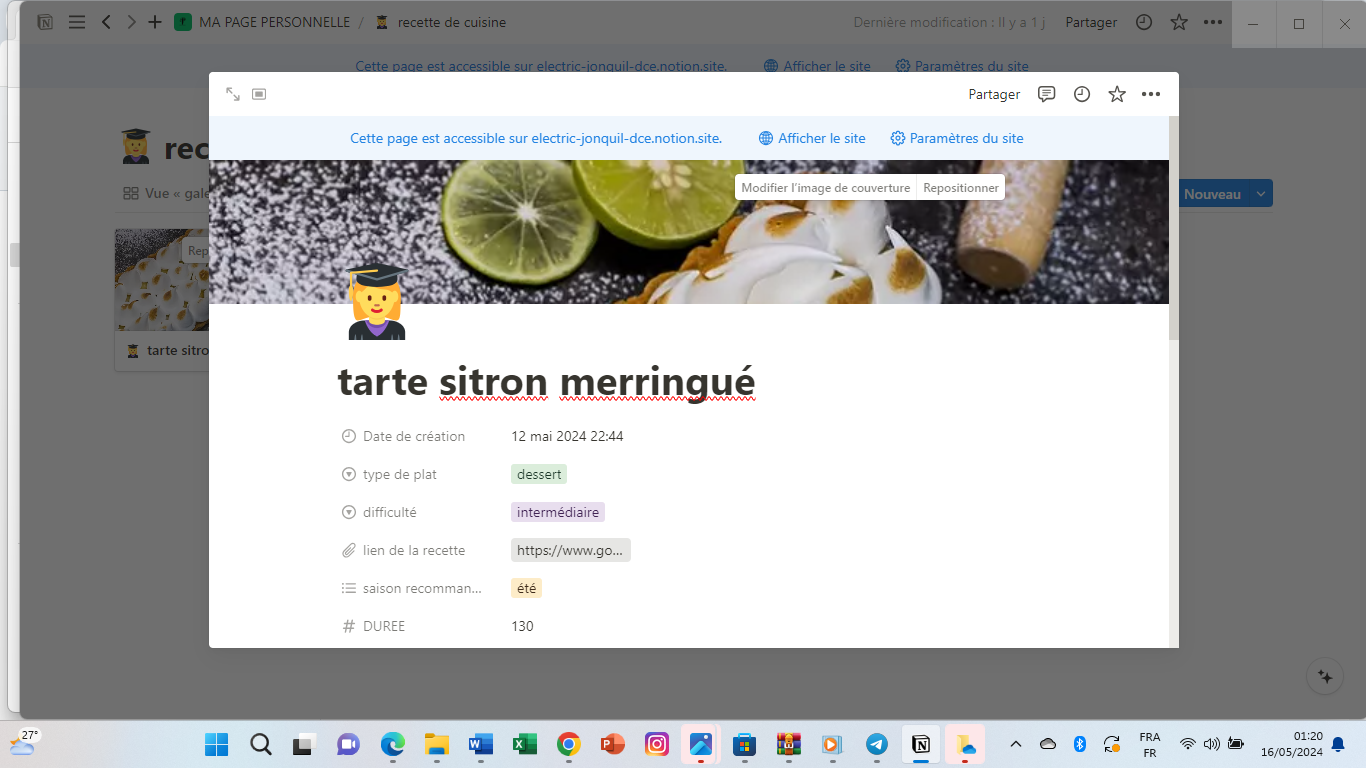 MA PAGE PERSONNELLE / recette de cuisine
Dernière modification : Il y a 1 j
Partager
Cette page est accessible sur electric-jonquil-dce.notion.site.
Afficher le site
Paramètres du site
Partager
Cette page est accessible sur electric-jonquil-dce.notion.site.
Afficher le site
Paramètres du site
rec
Vue « gale
Nouveau
Modifier l'image de couverture
Repositionner
Rep
tarte sitro
tarte sitron merringué
Date de création 12 mai 2024 22:44
type de plat dessert
difficulté intermédiaire
lien de la recette https://www.go...
saison recomman... été
DUREE 130
27°
FRA
FR
01:20
16/05/2024